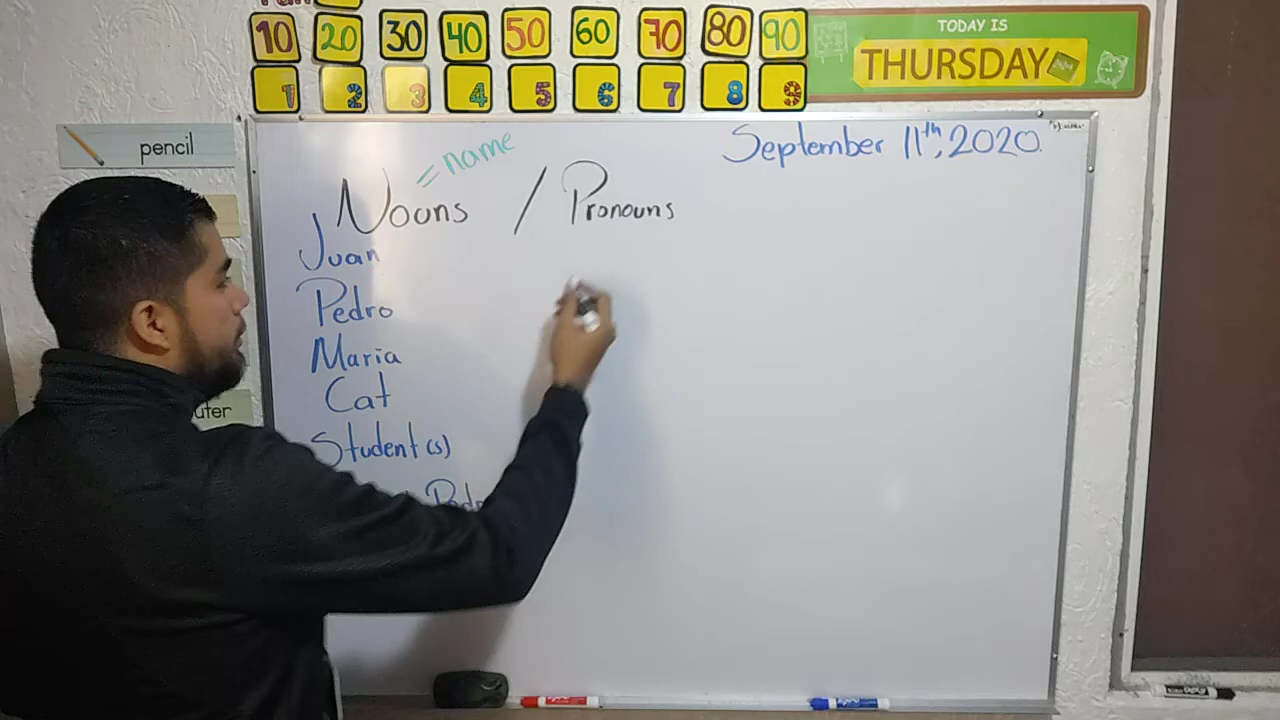 10 20 30 40 50 60 70 80 90
1 2 3 4 5 6 7 8 9
TODAY IS
THURSDAY
pencil
September 11th, 2020
= name
Nouns / Pronouns
Juan
Pedro
Maria
Cat
Student(s)